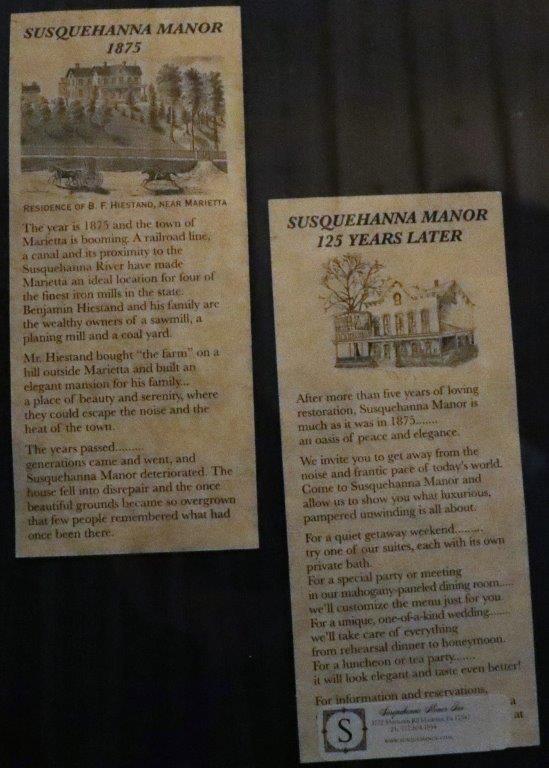 SUSQUEHANNA MANOR
1875
RESIDENCE OF B. F. HIESTAND, NEAR MARIETTA
The year is 1875 and the town of
Marietta is booming. A railroad line,
a canal and its proximity to the
Susquehanna River have made
Marietta an ideal location for four of
the finest iron mills in the state.
Benjamin Hiestand and his family are
the wealthy owners of a sawmill, a
planing mill and a coal yard.
Mr. Hiestand bought "the farm" on a
hill outside Marietta and built an
elegant mansion for his family...
a place of beauty and serenity, where
they could escape the noise and the
heat of the town.
The years passed.........
generations came and went, and
Susquehanna Manor deteriorated. The
house fell into disrepair and the once
beautiful grounds became so overgrown
that few people remembered what had
once been there.
SUSQUEHANNA MANOR
125 YEARS LATER
After more than five years of loving
restoration, Susquehanna Manor is
much as it was in 1875.......
an oasis of peace and elegance.
We invite you to get away from the
noise and frantic pace of today's world.
Come to Susquehanna Manor and
allow us to show you what luxurious,
pampered unwinding is all about.
For a quiet getaway weekend.........
try one of our suites, each with its own
private bath.
For a special party or meeting
in our mahogany-paneled dining room.....
we'll customize the menu just for you.
For a unique, one-of-a-kind wedding.......
we'll take care of everything
from rehearsal dinner to honeymoon.
For a luncheon or tea party.......
it will look elegant and taste even better!
For information and reservations,
a
at
S
Susquehanna Manor Inn